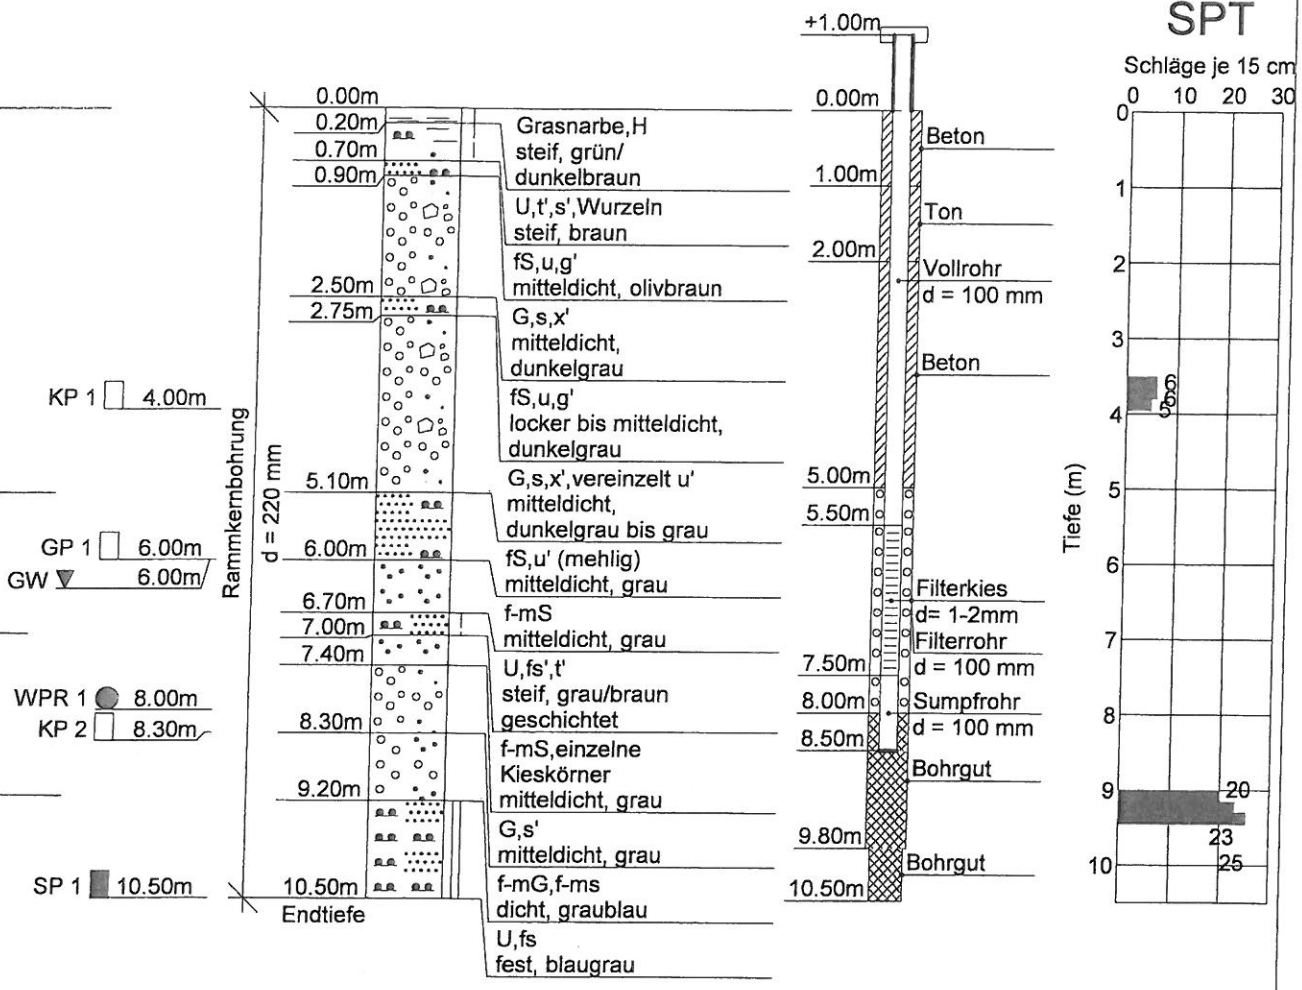 KP 1 4.00m
GP 1 6.00m
GW 6.00m
WPR 1 8.00m
KP 2 8.30m
SP 1 10.50m
Rammkernbohrung
d = 220 mm
0.00m
0.20m
0.70m
0.90m
2.50m
2.75m
5.10m
6.00m
6.70m
7.00m
7.40m
8.30m
9.20m
10.50m
Endtiefe
Grasnarbe,H
steif, grün/
dunkelbraun
U,t',s',Wurzeln
steif, braun
fS,u,g'
mitteldicht, olivbraun
G,s,x'
mitteldicht,
dunkelgrau
fS,u,g'
locker bis mitteldicht,
dunkelgrau
G,s,x',vereinzelt u'
mitteldicht,
dunkelgrau bis grau
fS,u' (mehlig)
mitteldicht, grau
f-mS
mitteldicht, grau
U,fs',t'
steif, grau/braun
geschichtet
f-mS,einzelne
Kieskörner
mitteldicht, grau
G,s'
mitteldicht, grau
f-mG,f-ms
dicht, graublau
U,fs
fest, blaugrau
+1.00m
0.00m
1.00m
2.00m
5.00m
5.50m
7.50m
8.00m
8.50m
9.80m
10.50m
Beton
Ton
Vollrohr
d = 100 mm
Beton
Filterkies
d= 1-2mm
Filterrohr
d = 100 mm
Sumpfrohr
d = 100 mm
Bohrgut
Bohrgut
SPT
Schläge je 15 cm
0 10 20 30
Tiefe (m)
0
1
2
3
4
5
6
7
8
9
10
6
6
5
20
23
25